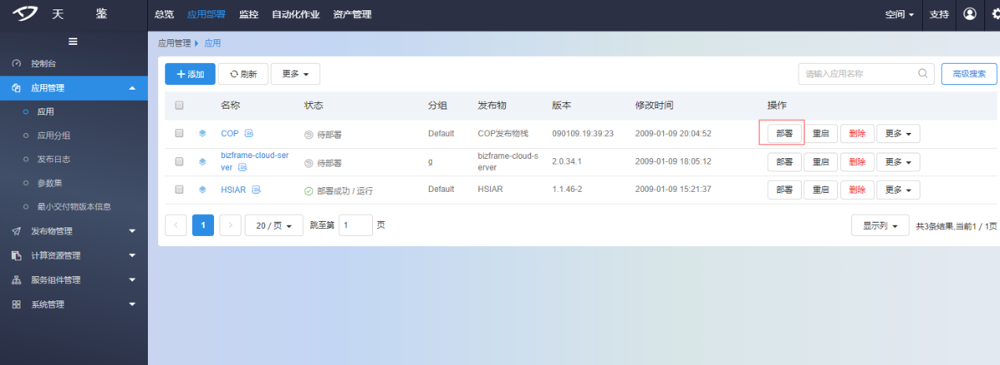 天 鉴 总览 应用部署 监控 自动化作业 资产管理 空间 支持
应用管理 应用
控制台
应用管理
应用
应用分组
发布日志
参数集
最小交付物版本信息
发布物管理
计算资源管理
服务组件管理
系统管理
添加 刷新 更多 请输入应用名称 高级搜索
名称 状态 分组 发布物 版本 修改时间 操作
COP 待部署 Default COP发布物栈 090109.19:39:23 2009-01-09 20:04:52 部署 重启 删除 更多
bizframe-cloud-ser
ver 待部署 g bizframe-cloud-s
erver 2.0.34.1 2009-01-09 18:05:12 部署 重启 删除 更多
HSIAR 部署成功 / 运行 Default HSIAR 1.1.46-2 2009-01-09 15:21:37 部署 重启 删除 更多
1 20 / 页 跳至第 1 页 显示列 共3条结果,当前1 / 1页